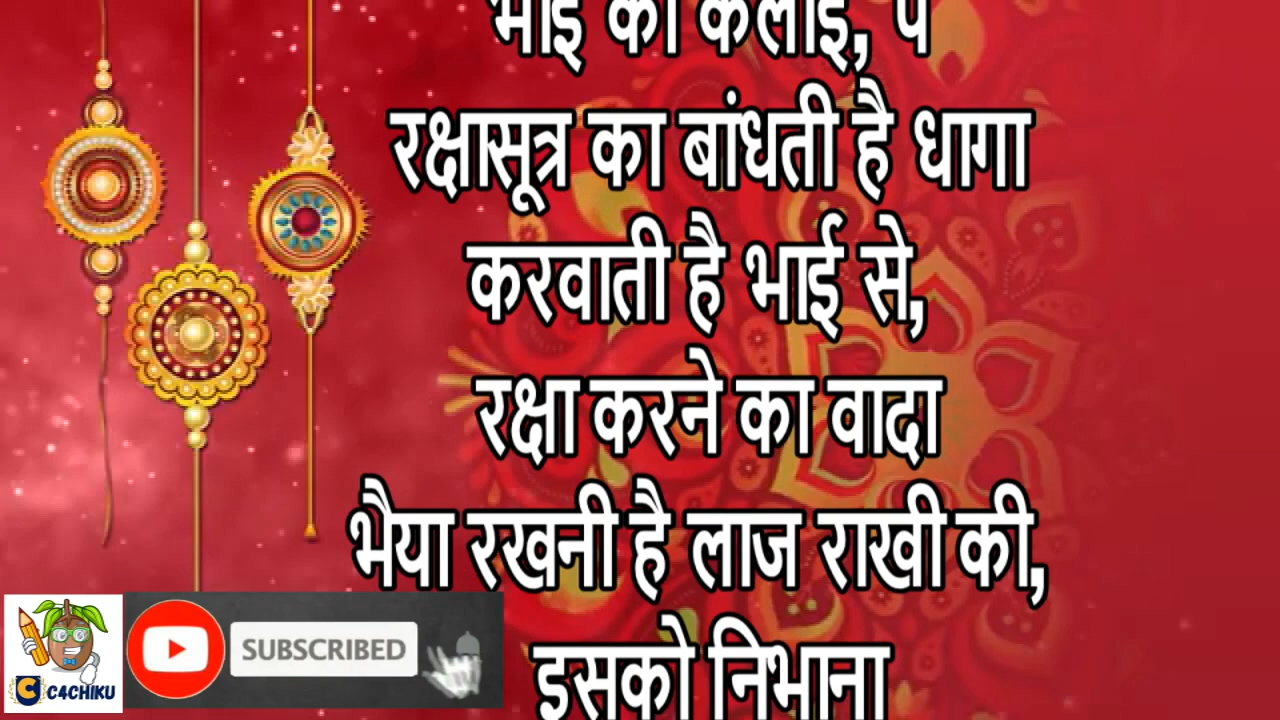 भाई की कलाई, पे
रक्षासूत्र का बांधती है धागा
करवाती है भाई से,
रक्षा करने का वादा
भैया रखनी है लाज राखी की,
इसको निभाना
SUBSCRIBED
C4CHIKU